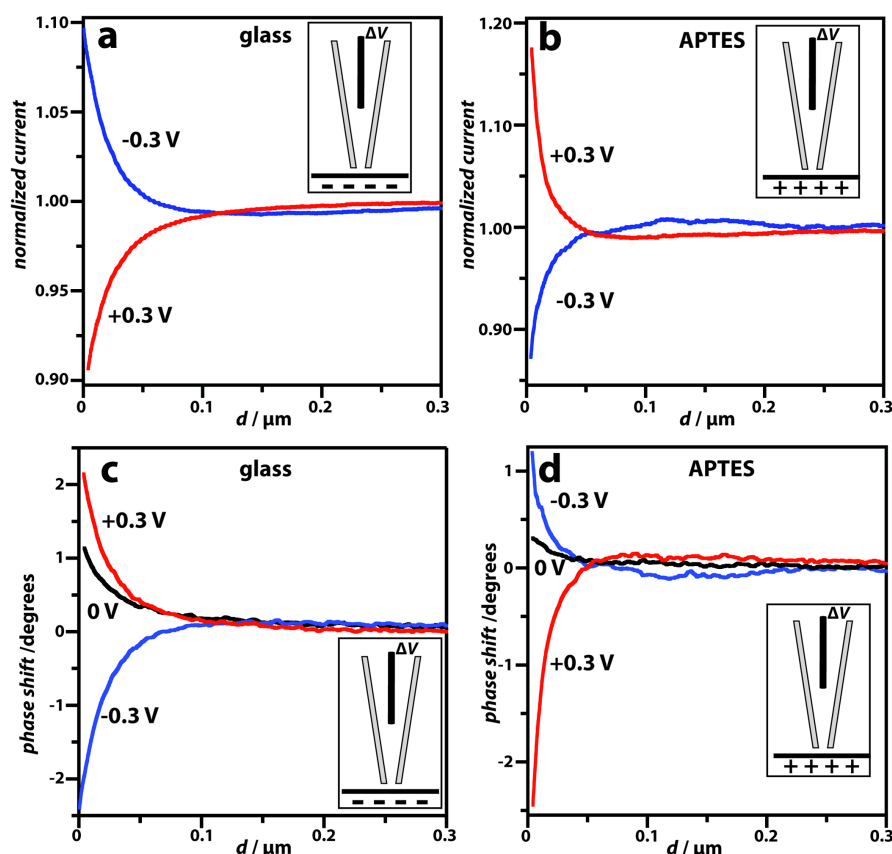 a
glass
ΔV
-0.3 V
+0.3 V
- - - -
1.10
1.05
1.00
0.95
0.90
normalized current
0
0.1
0.2
0.3
d / μm
b
APTES
ΔV
+0.3 V
-0.3 V
+ + + +
1.20
1.10
1.00
0.90
normalized current
0
0.1
0.2
0.3
d / μm
c
glass
+0.3 V
0 V
-0.3 V
ΔV
- - - -
2
1
0
-1
-2
phase shift /degrees
0
0.1
0.2
0.3
d / μm
d
APTES
-0.3 V
0 V
+0.3 V
ΔV
+ + + +
1
0
-1
-2
phase shift /degrees
0
0.1
0.2
0.3
d / μm